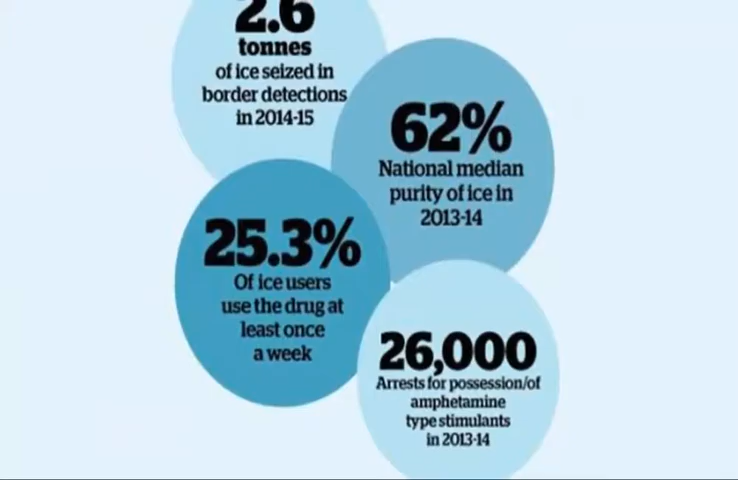 2.6
tonnes
of ice seized in
border detections
in 2014-15
62%
National median
purity of ice in
2013-14
25.3%
Of ice users
use the drug at
least once
a week
26,000
Arrests for possession/of
amphetamine
type stimulants
in 2013-14